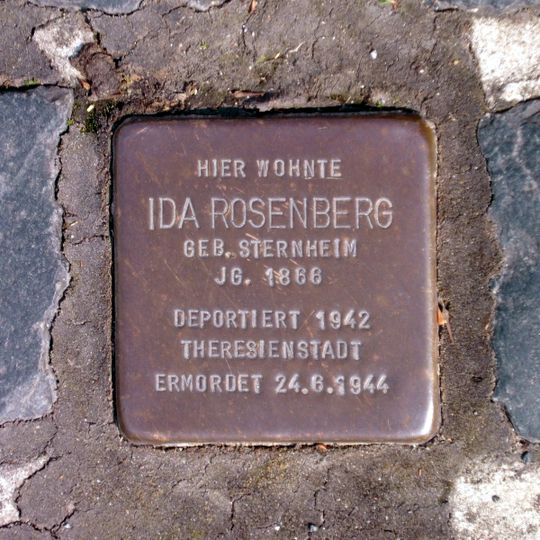 HIER WOHNTE
IDA ROSENBERG
GEB. STERNHEIM
JG. 1866
DEPORTIERT 1942
THERESIENSTADT
ERMORDET 24.6.1944